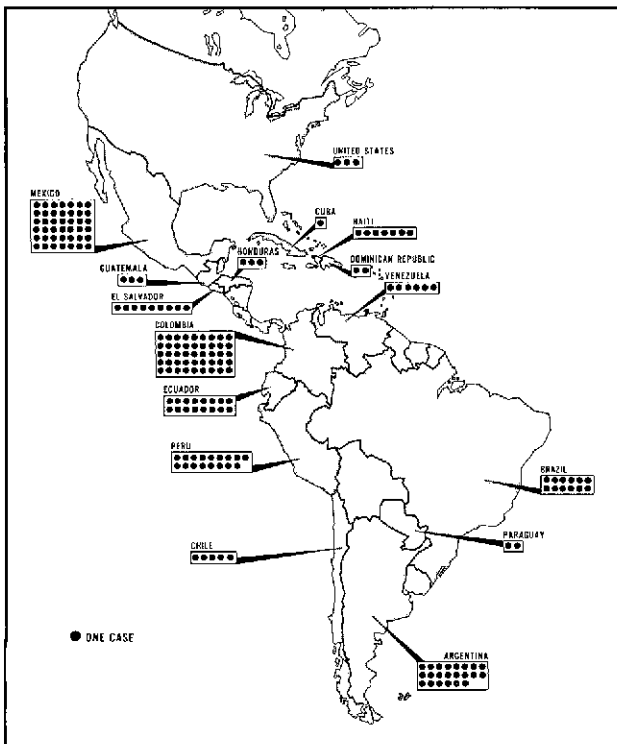 UNITED STATES
MEXICO
CUBA
HAITI
HONDURAS
DOMINICAN REPUBLIC
GUATEMALA
VENEZUELA
EL SALVADOR
COLOMBIA
ECUADOR
PERU
BRAZIL
PARAGUAY
CHILE
ONE CASE
ARGENTINA